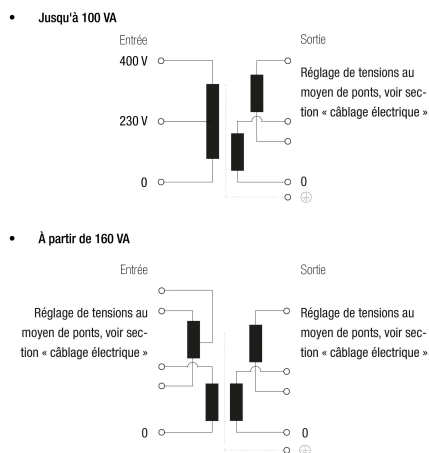 • Jusqu'à 100 VA
Entrée
Sortie
400 V
Réglage de tensions au
moyen de ponts, voir sec-
tion « câblage électrique »
230 V
0
0
• À partir de 160 VA
Entrée
Sortie
Réglage de tensions au
moyen de ponts, voir sec-
tion « câblage électrique »
Réglage de tensions au
moyen de ponts, voir sec-
tion « câblage électrique »
0
0